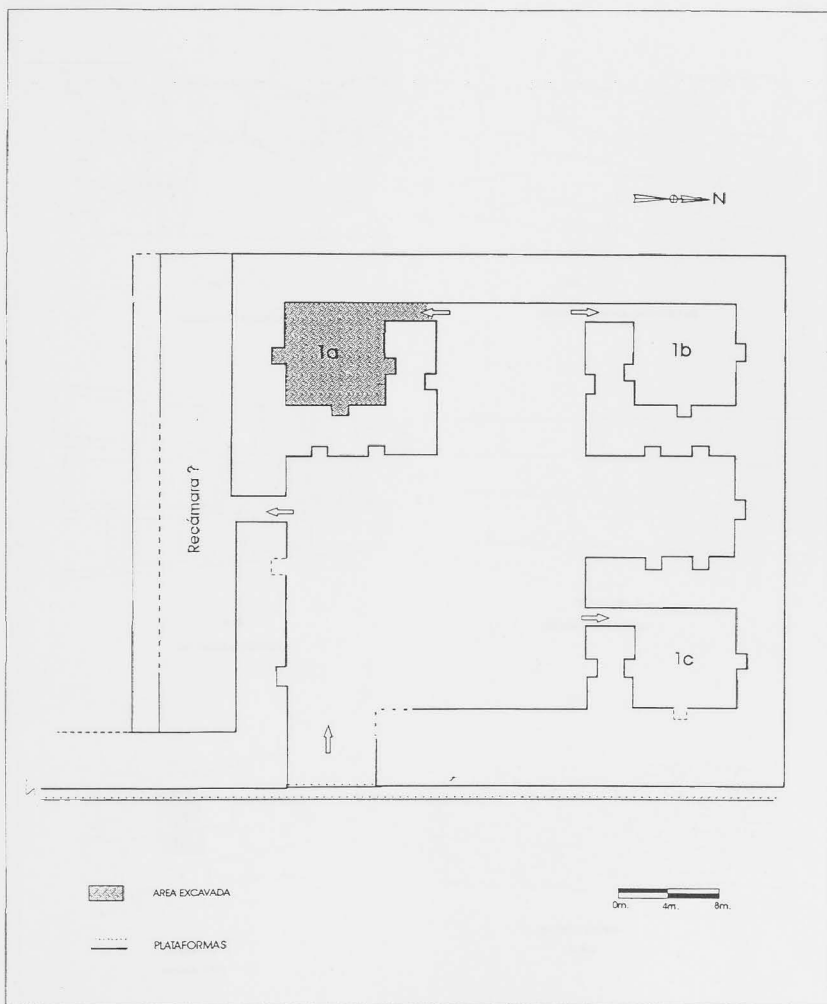 N
1a
1b
Recámara ?
1c
AREA EXCAVADA
0m. 4m. 8m.
PLATAFORMAS